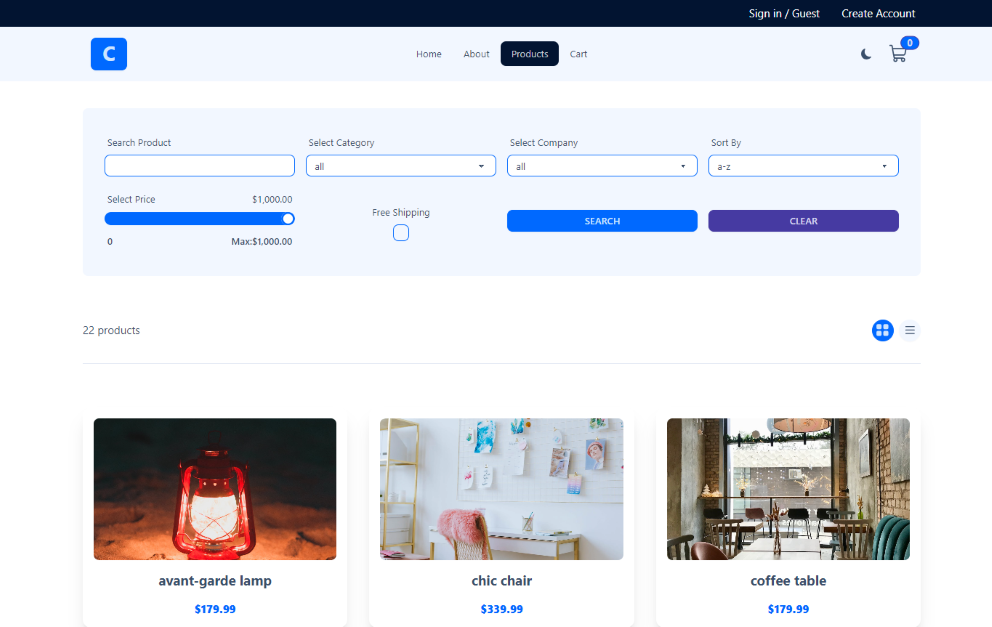 Sign in / Guest Create Account
C Home About Products Cart 0
Search Product Select Category Select Company Sort By
all all a-z
Select Price $1,000.00
Free Shipping
SEARCH CLEAR
0 Max:$1,000.00
22 products
avant-garde lamp chic chair coffee table
$179.99 $339.99 $179.99